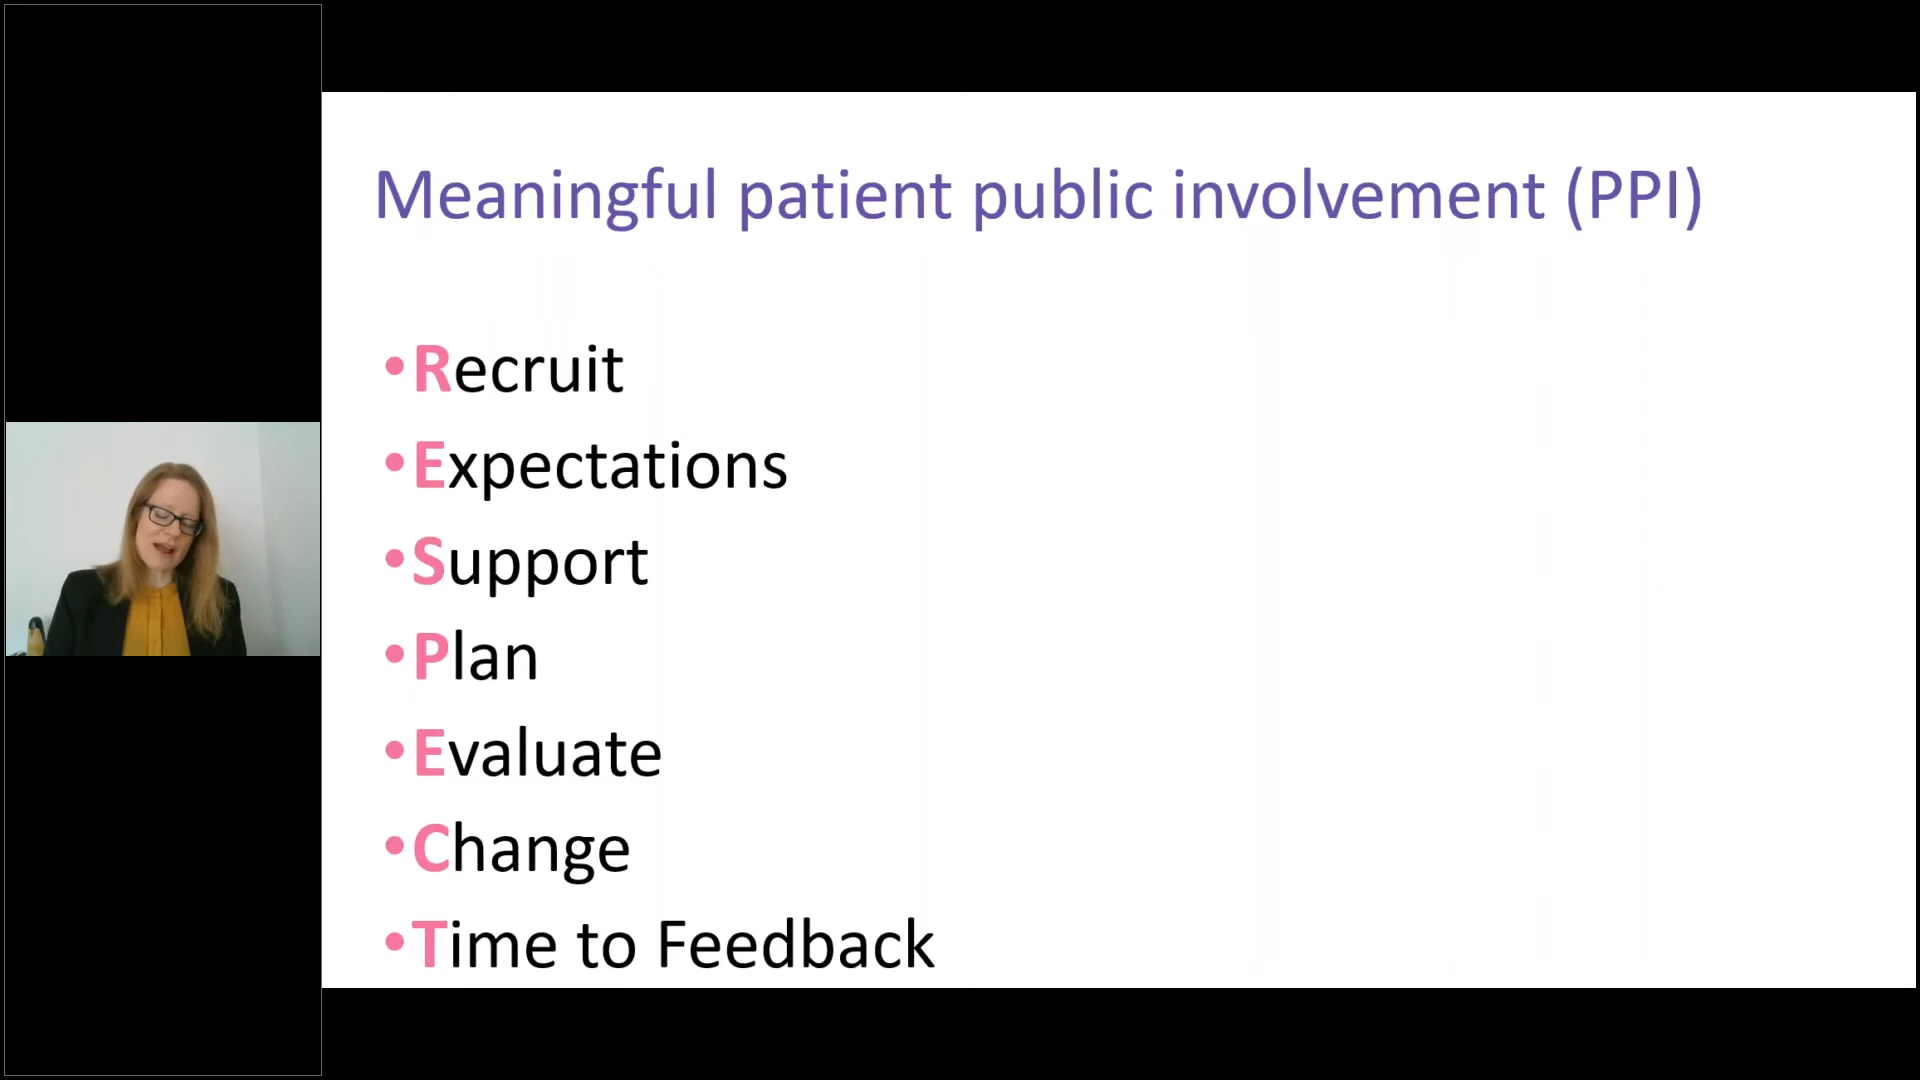 Meaningful patient public involvement (PPI)
•Recruit
•Expectations
•Support
•Plan
•Evaluate
•Change
•Time to Feedback